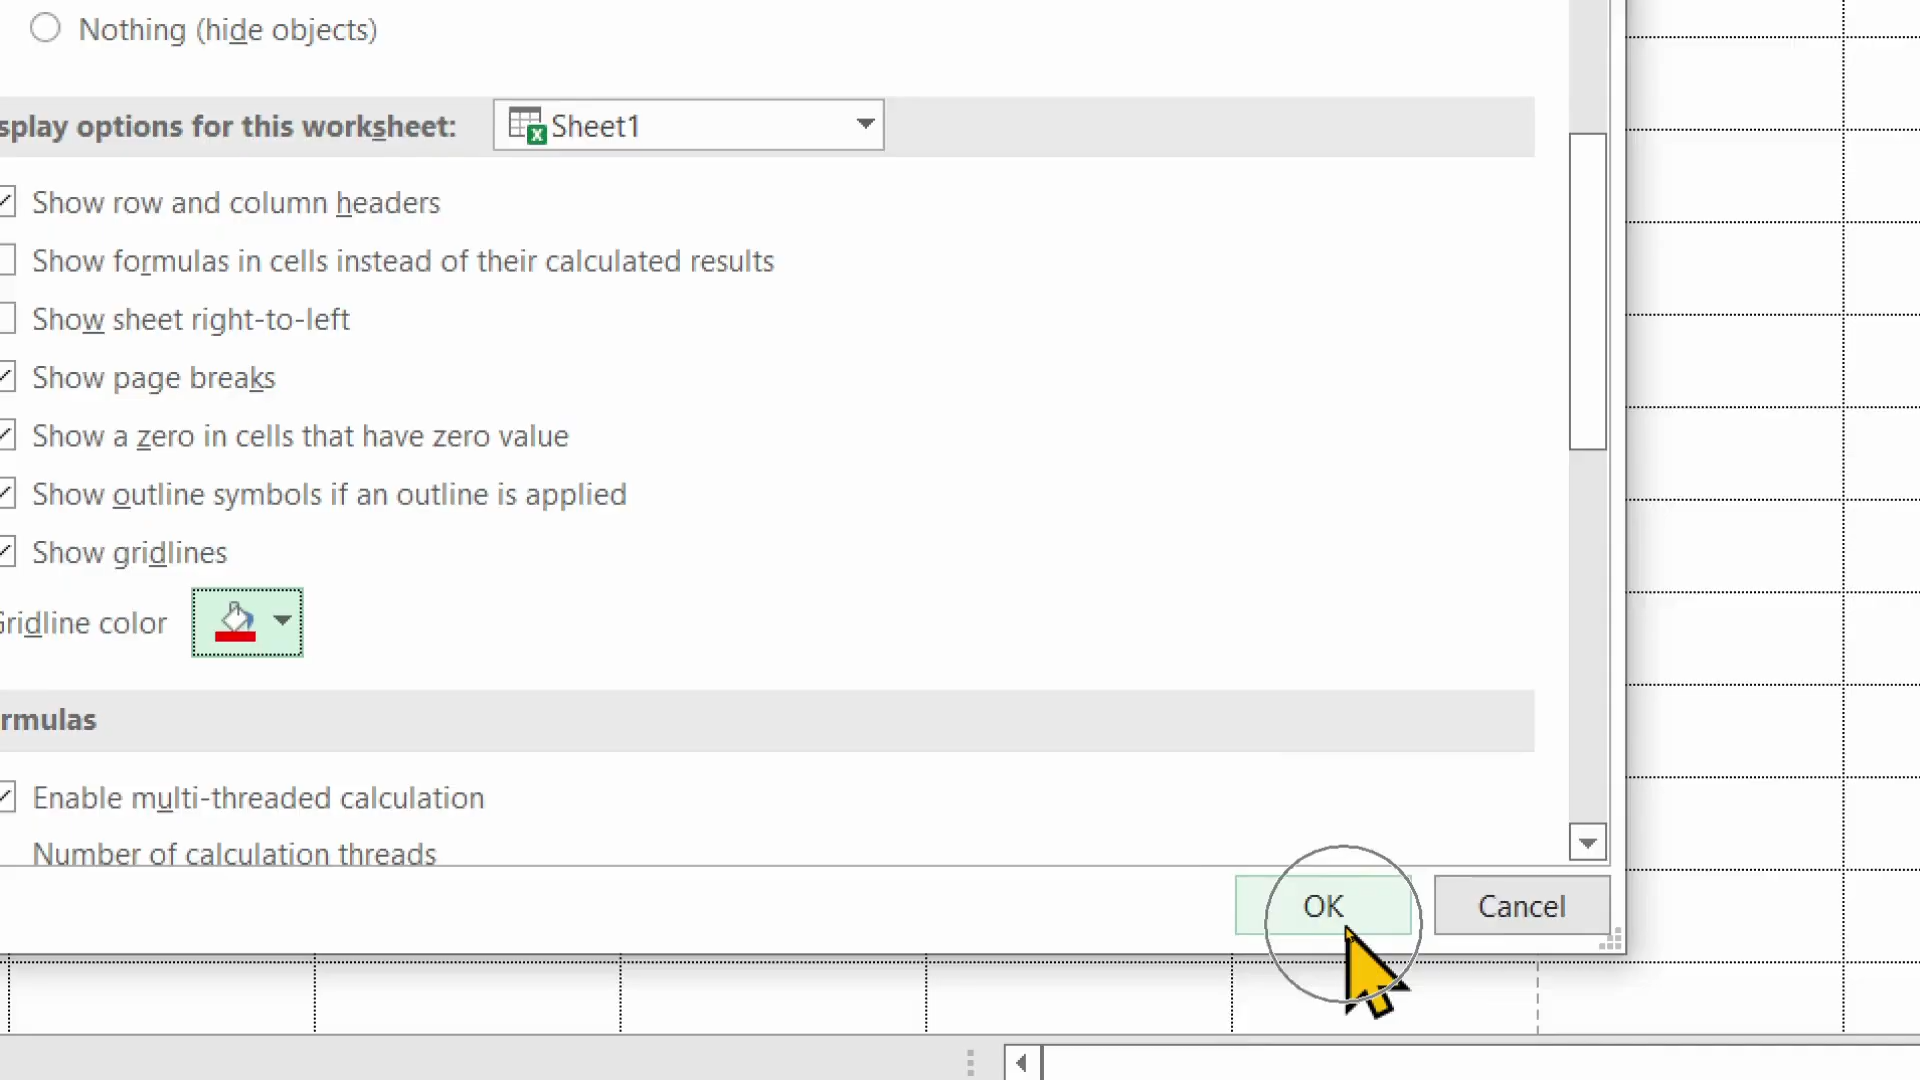 Nothing (hide objects)
splay options for this worksheet: Sheet1
Show row and column headers
Show formulas in cells instead of their calculated results
Show sheet right-to-left
Show page breaks
Show a zero in cells that have zero value
Show outline symbols if an outline is applied
Show gridlines
Gridline color
rmulas
Enable multi-threaded calculation
Number of calculation threads
OK Cancel